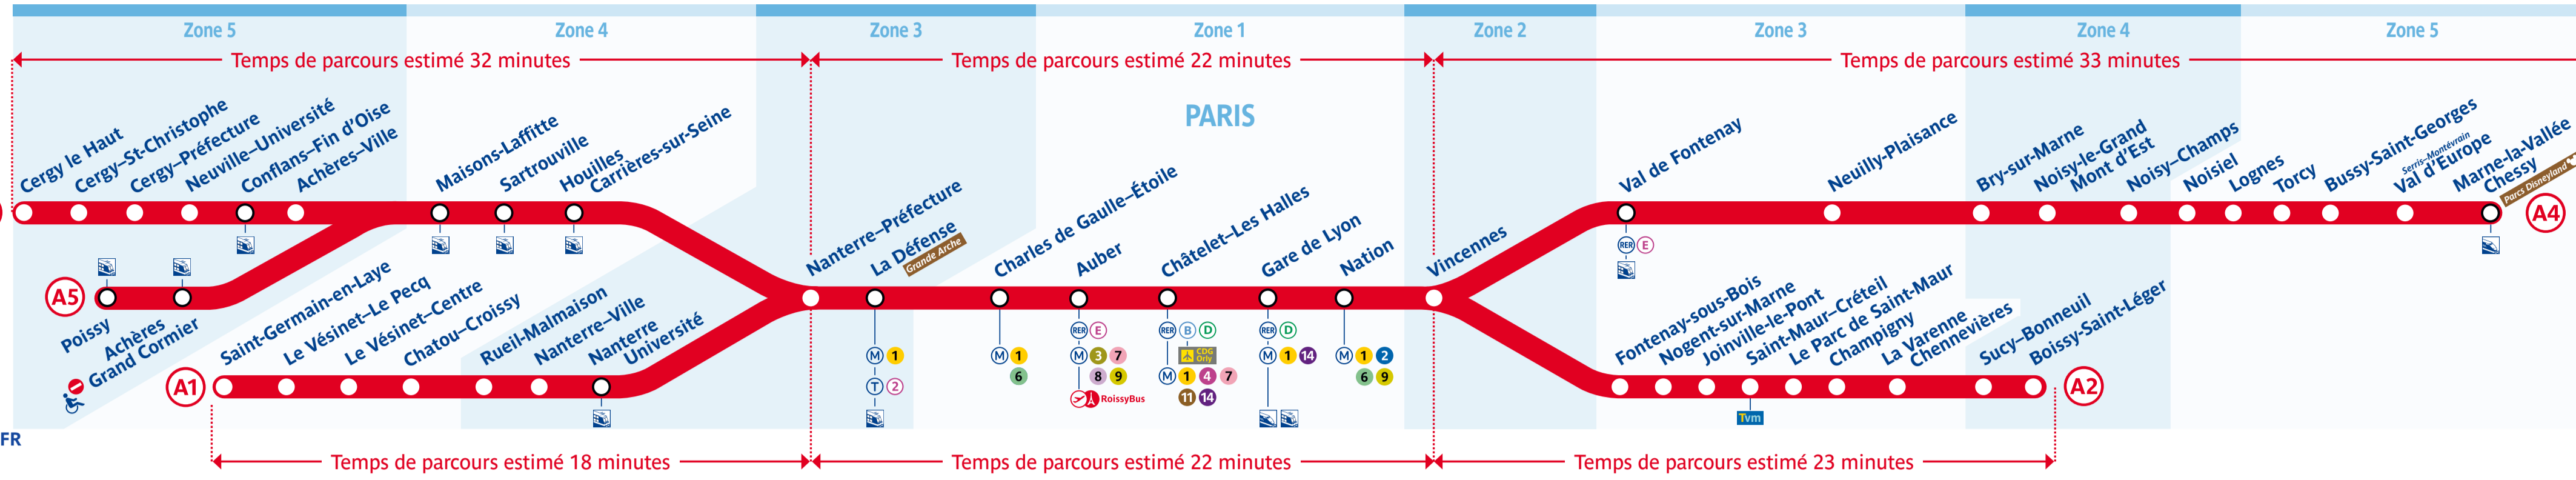 Zone 5
Zone 4
Zone 3
Zone 1
Zone 2
Zone 3
Zone 4
Zone 5
Temps de parcours estimé 32 minutes
Temps de parcours estimé 22 minutes
Temps de parcours estimé 33 minutes
PARIS
Cergy le Haut
Cergy–St-Christophe
Cergy–Préfecture
Neuville–Université
Conflans–Fin d'Oise
Achères–Ville
Maisons-Laffitte
Sartrouville
Houilles
Carrières-sur-Seine
A5
Poissy
Achères
Grand Cormier
A1
Saint-Germain-en-Laye
Le Vésinet–Le Pecq
Le Vésinet–Centre
Chatou–Croissy
Rueil-Malmaison
Nanterre–Ville
Nanterre
Université
Nanterre–Préfecture
La Défense
Grande Arche
M 1
T 2
Charles de Gaulle–Étoile
M 1
6
Auber
RER E
M 3 7
8 9
RoissyBus
Châtelet–Les Halles
RER B D
CDG
Orly
M 1 4 7
11 14
Gare de Lyon
RER D
M 1 14
Nation
M 1 2
6 9
Vincennes
Val de Fontenay
RER E
Neuilly-Plaisance
Bry-sur-Marne
Noisy-le-Grand
Mont d'Est
Noisy–Champs
Noisiel
Lognes
Torcy
Bussy-Saint-Georges
Serris–Montévrain
Val d'Europe
Marne-la-Vallée
Chessy
Parcs Disneyland
A4
Fontenay-sous-Bois
Nogent-sur-Marne
Joinville-le-Pont
Saint-Maur–Créteil
Tvm
Le Parc de Saint-Maur
Champigny
La Varenne
Chennevières
Sucy–Bonneuil
Boissy-Saint-Léger
A2
FR
Temps de parcours estimé 18 minutes
Temps de parcours estimé 22 minutes
Temps de parcours estimé 23 minutes